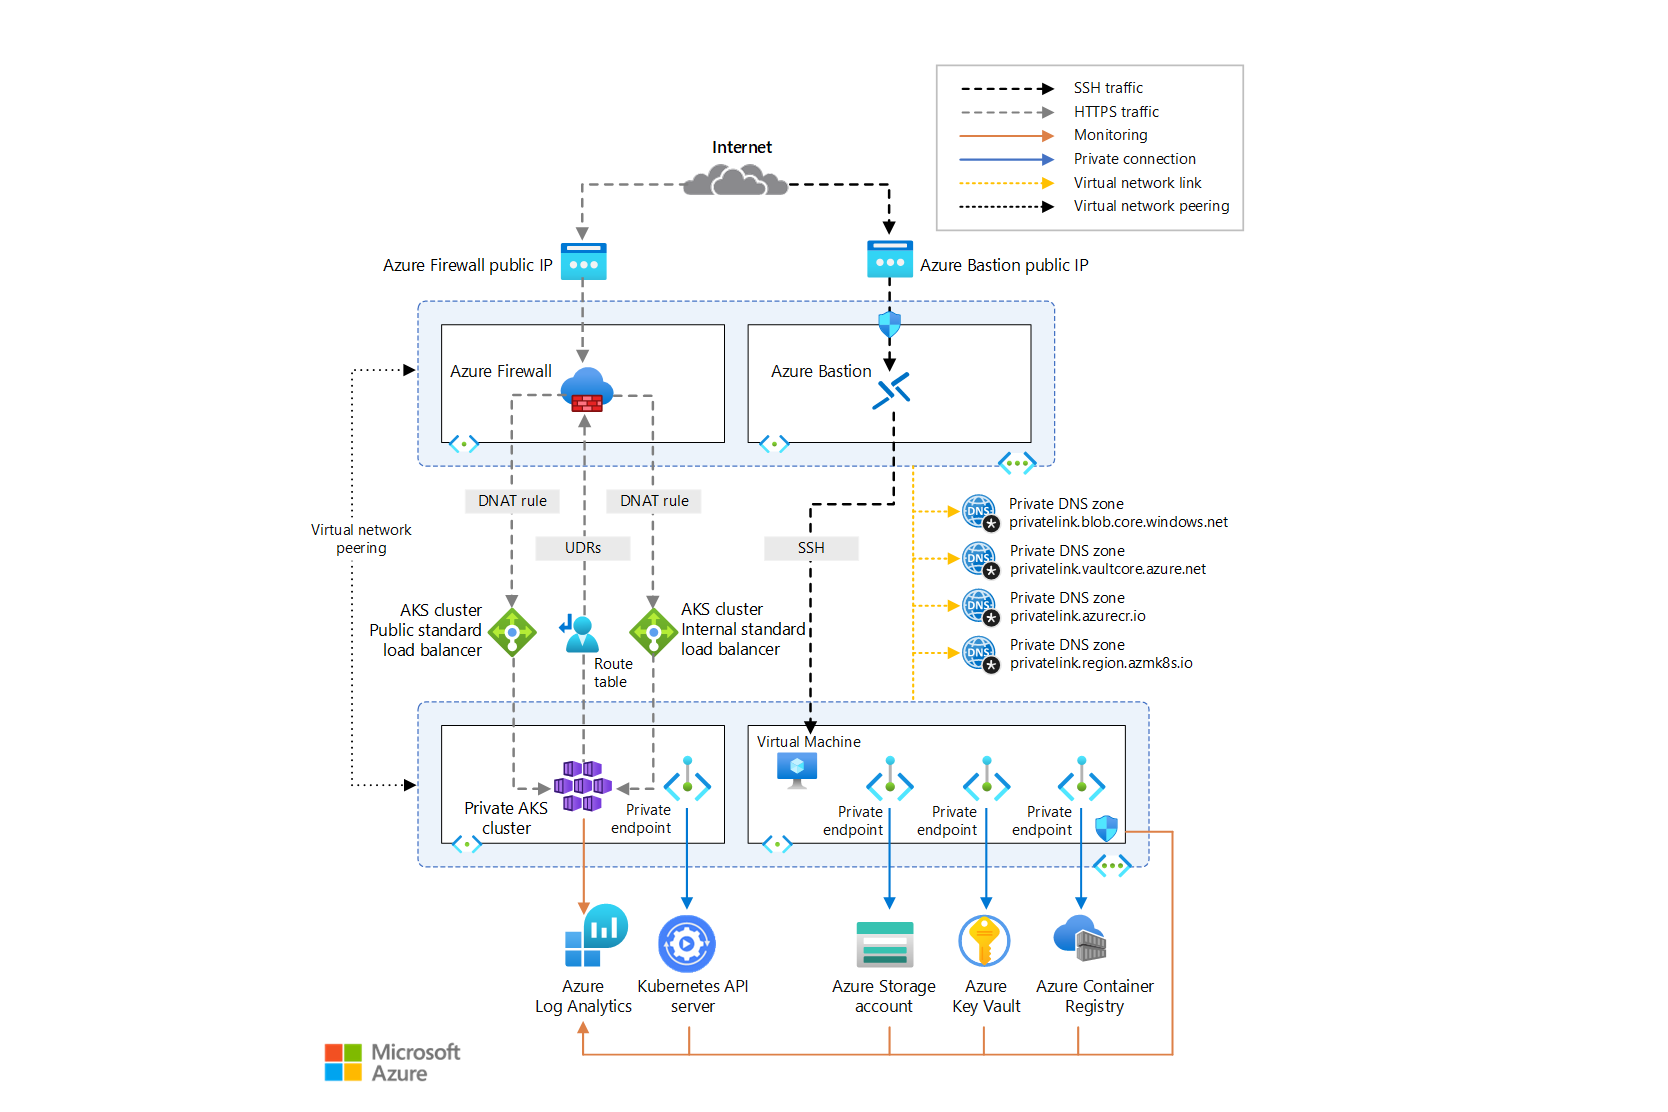 SSH traffic
HTTPS traffic
Monitoring
Private connection
Virtual network link
Virtual network peering
Internet
Azure Firewall public IP
Azure Bastion public IP
Azure Firewall
Azure Bastion
DNAT rule
DNAT rule
UDRs
SSH
Virtual network
peering
Private DNS zone
privatelink.blob.core.windows.net
Private DNS zone
privatelink.vaultcore.azure.net
Private DNS zone
privatelink.azurecr.io
Private DNS zone
privatelink.region.azmk8s.io
DNS
DNS
DNS
DNS
AKS cluster
Public standard
load balancer
Route
table
AKS cluster
Internal standard
load balancer
Private AKS
cluster
Private
endpoint
Virtual Machine
Private
endpoint
Private
endpoint
Private
endpoint
Azure
Log Analytics
Kubernetes API
server
Azure Storage
account
Azure
Key Vault
Azure Container
Registry
Microsoft
Azure